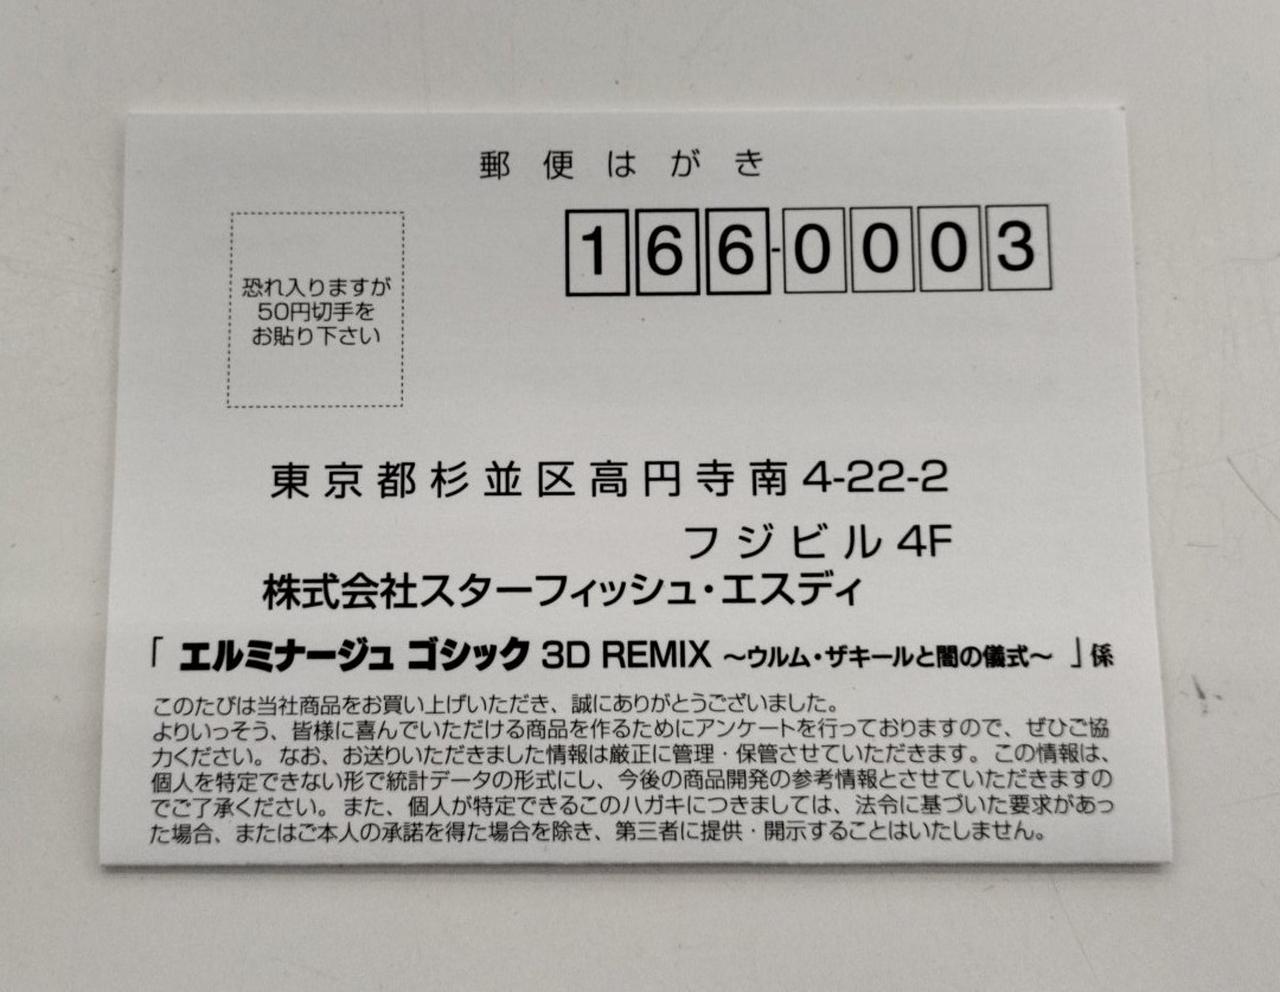 郵便はがき
166-0003
恐れ入りますが
50円切手を
お貼り下さい
東京都杉並区高円寺南4-22-2
フジビル4F
株式会社スターフィッシュ・エスディ
「エルミナージュ ゴシック 3D REMIX 〜ウルム・ザキールと闇の儀式〜」係
このたびは当社商品をお買い上げいただき、誠にありがとうございました。
よりいっそう、皆様に喜んでいただける商品を作るためにアンケートを行っておりますので、ぜひご協
力ください。なお、お送りいただきました情報は厳正に管理・保管させていただきます。この情報は、
個人を特定できない形で統計データの形式にし、今後の商品開発の参考情報とさせていただきますの
でご了承ください。また、個人が特定できるこのハガキにつきましては、法令に基づいた要求があっ
た場合、またはご本人の承諾を得た場合を除き、第三者に提供・開示することはいたしません。